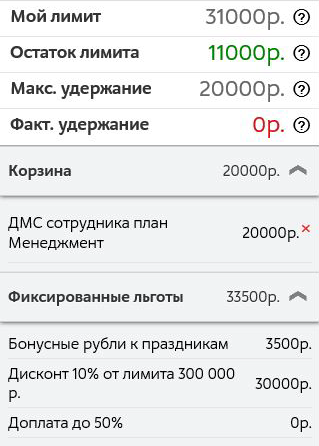 Мой лимит 31000р. ?
Остаток лимита 11000р. ?
Макс. удержание 20000р. ?
Факт. удержание 0р. ?
Корзина 20000р.
ДМС сотрудника план
Менеджмент 20000р. ×
Фиксированные льготы 33500р.
Бонусные рубли к праздникам 3500р.
Дисконт 10% от лимита 300 000
р. 30000р.
Доплата до 50% 0р.